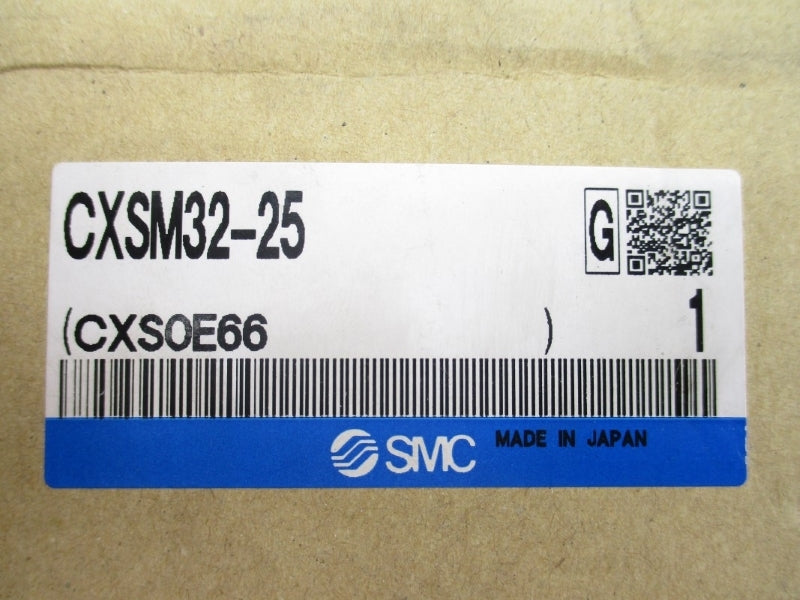 CXSM32-25
G
(CXSOE66 )
1
SMC
MADE IN JAPAN